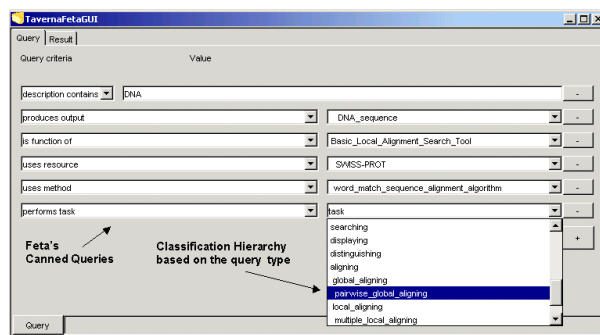 TavernaFetaGUI
Query Result
Query criteria Value
description contains DNA -
produces output DNA_sequence -
is function of Basic_Local_Alignment_Search_Tool -
uses resource SWISS-PROT -
uses method word_match_sequence_alignment_algorithm -
performs task task -
searching
displaying
distinguishing
aligning
global_aligning
pairwise_global_aligning
local_aligning
multiple_local_aligning
+
Feta's
Canned Queries
Classification Hierarchy
based on the query type
Query